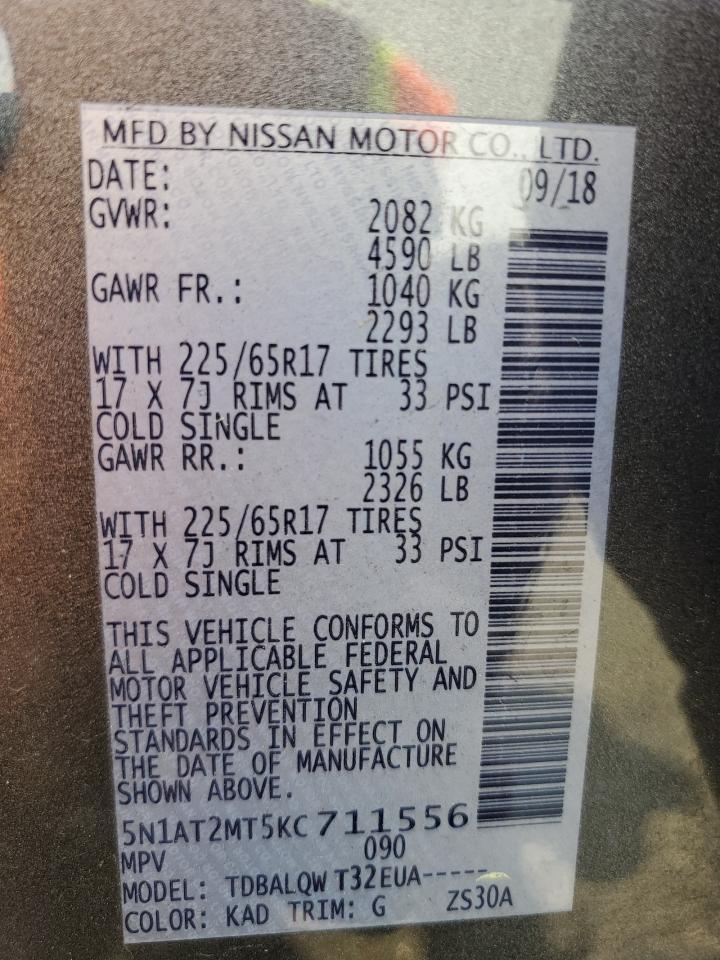 MFD BY NISSAN MOTOR CO., LTD.
DATE: 09/18
GVWR: 2082 KG
4590 LB
GAWR FR.: 1040 KG
2293 LB
WITH 225/65R17 TIRES
17 X 7J RIMS AT 33 PSI
COLD SINGLE
GAWR RR.: 1055 KG
2326 LB
WITH 225/65R17 TIRES
17 X 7J RIMS AT 33 PSI
COLD SINGLE
THIS VEHICLE CONFORMS TO
ALL APPLICABLE FEDERAL
MOTOR VEHICLE SAFETY AND
THEFT PREVENTION
STANDARDS IN EFFECT ON
THE DATE OF MANUFACTURE
SHOWN ABOVE.
5N1AT2MT5KC711556
MPV 090
MODEL: TDBALQW T32EUA-----
COLOR: KAD TRIM: G ZS30A